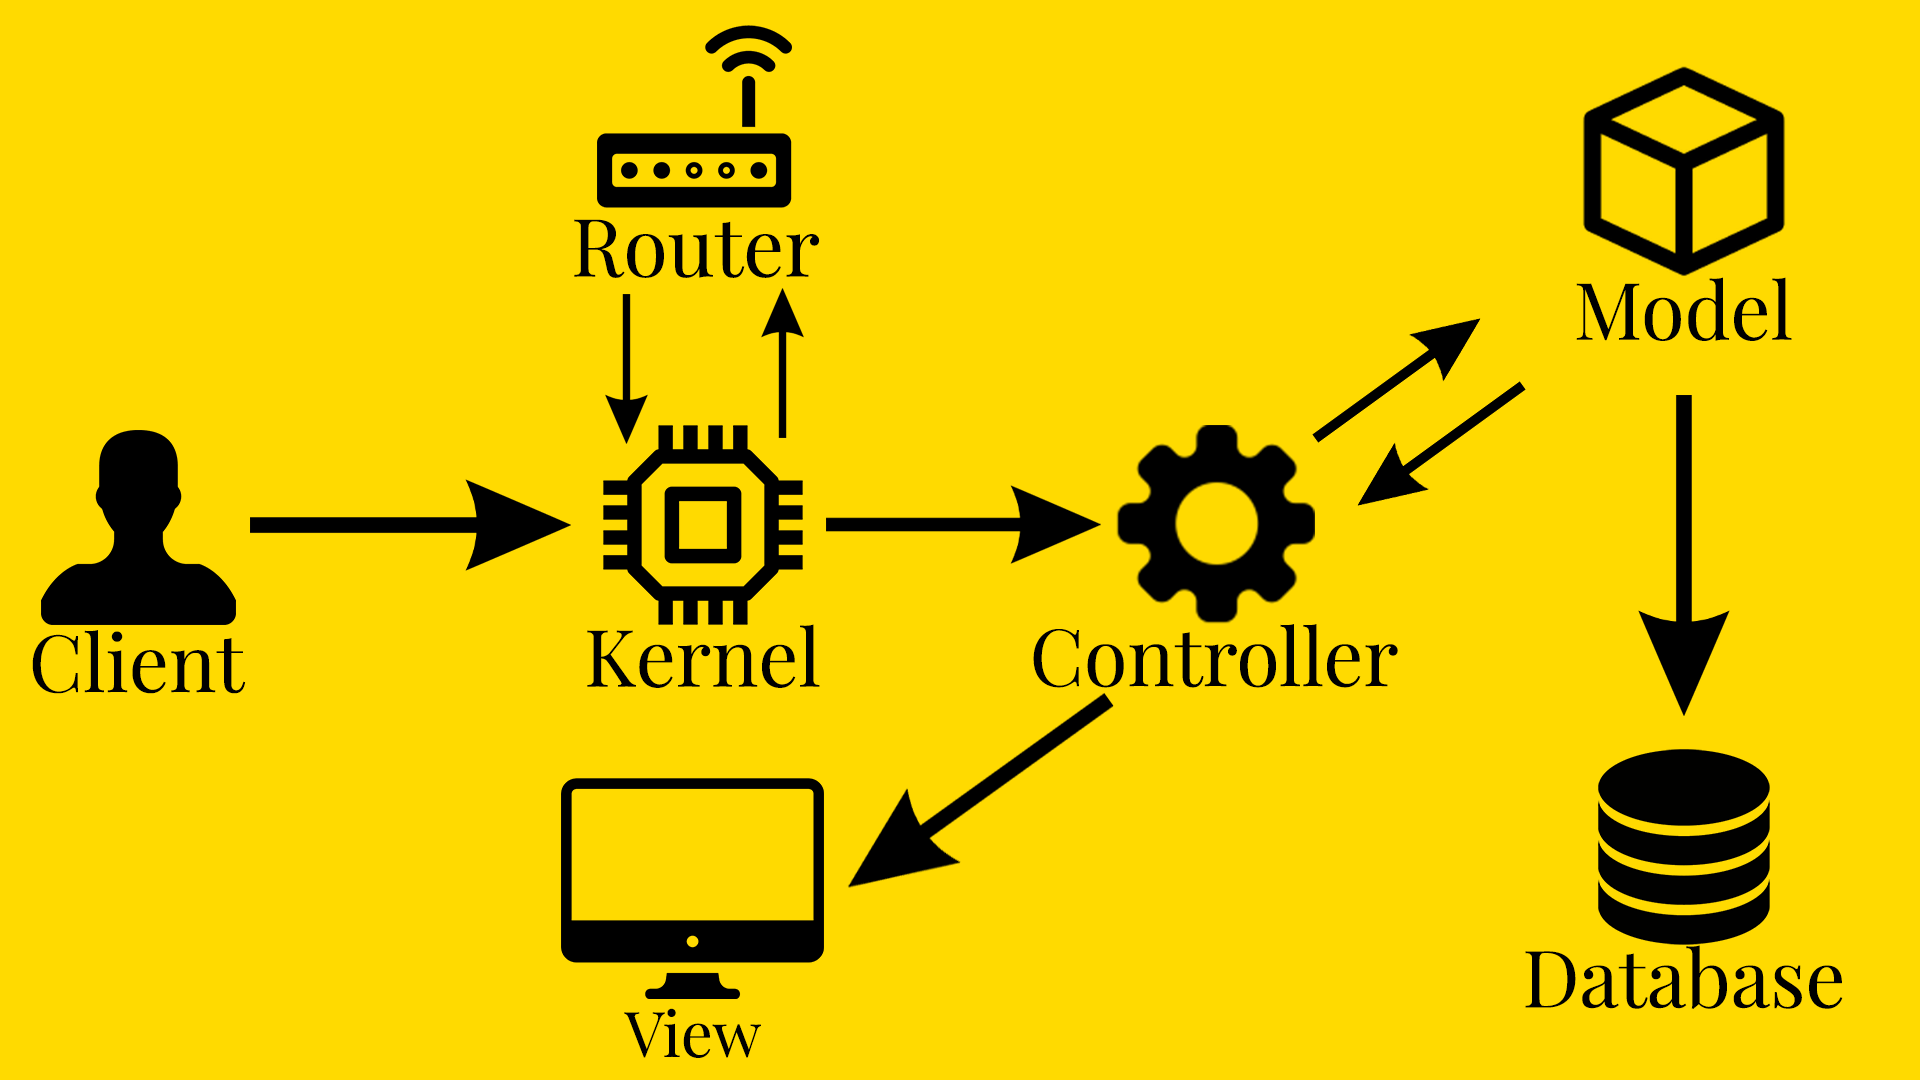 Router
Model
Client
Kernel
Controller
Database
View